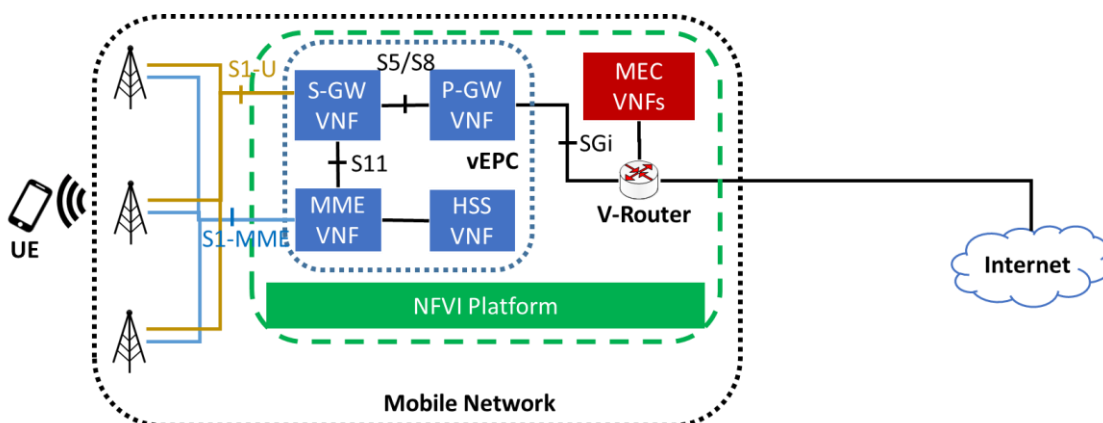 S1-U
S5/S8
S-GW
VNF
P-GW
VNF
MEC
VNFs
SGi
vEPC
S11
UE
S1-MME
MME
VNF
HSS
VNF
V-Router
Internet
NFVI Platform
Mobile Network